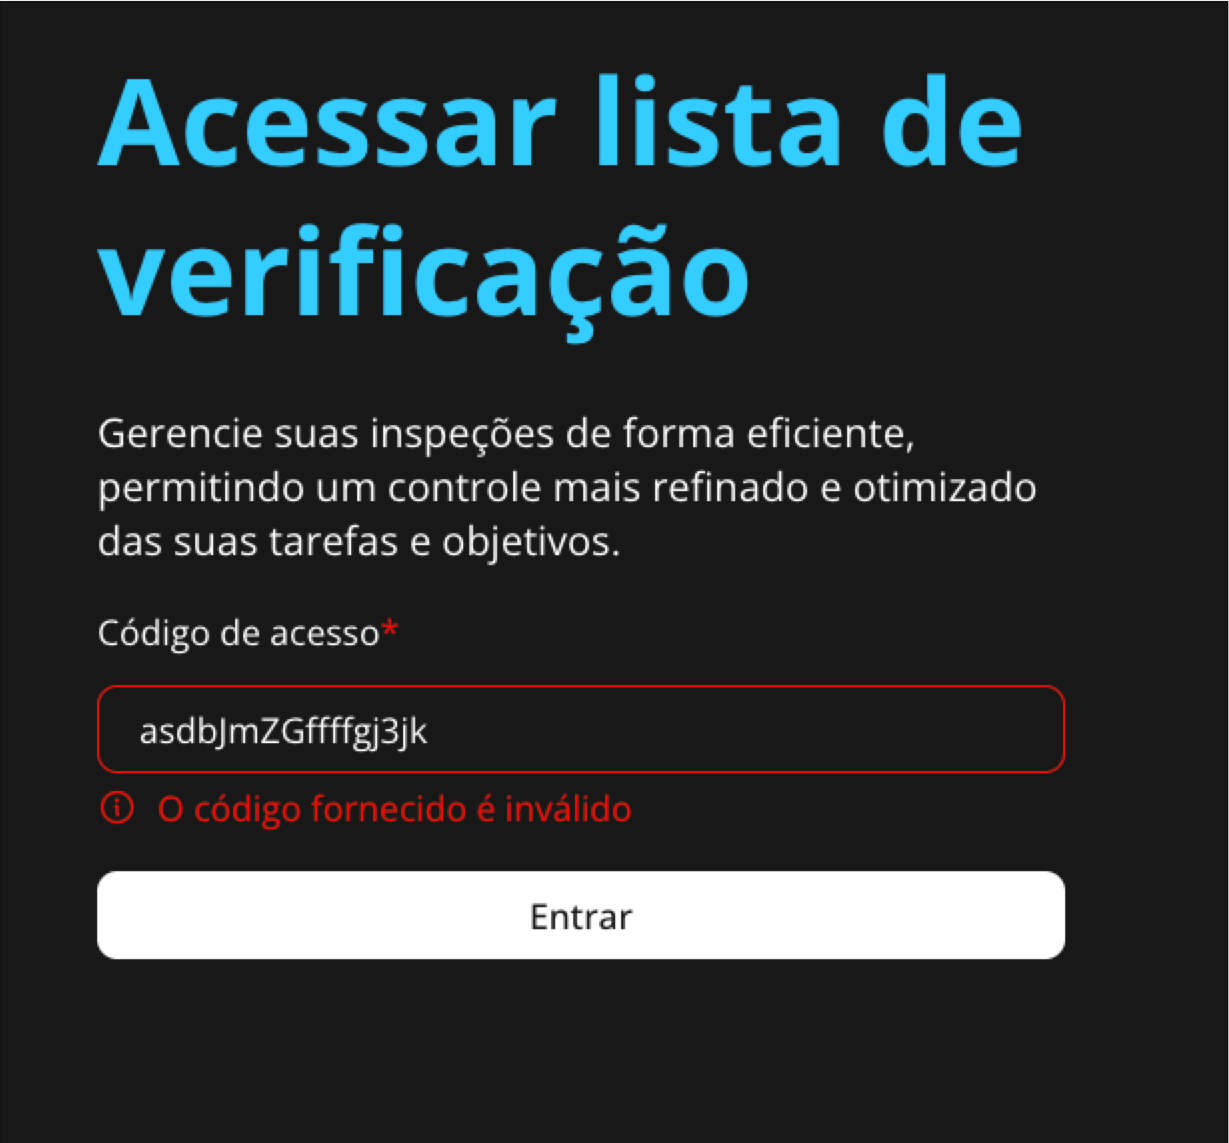 Acessar lista de
verificação
Gerencie suas inspeções de forma eficiente,
permitindo um controle mais refinado e otimizado
das suas tarefas e objetivos.
Código de acesso*
asdbJmZGffffgj3jk
O código fornecido é inválido
Entrar